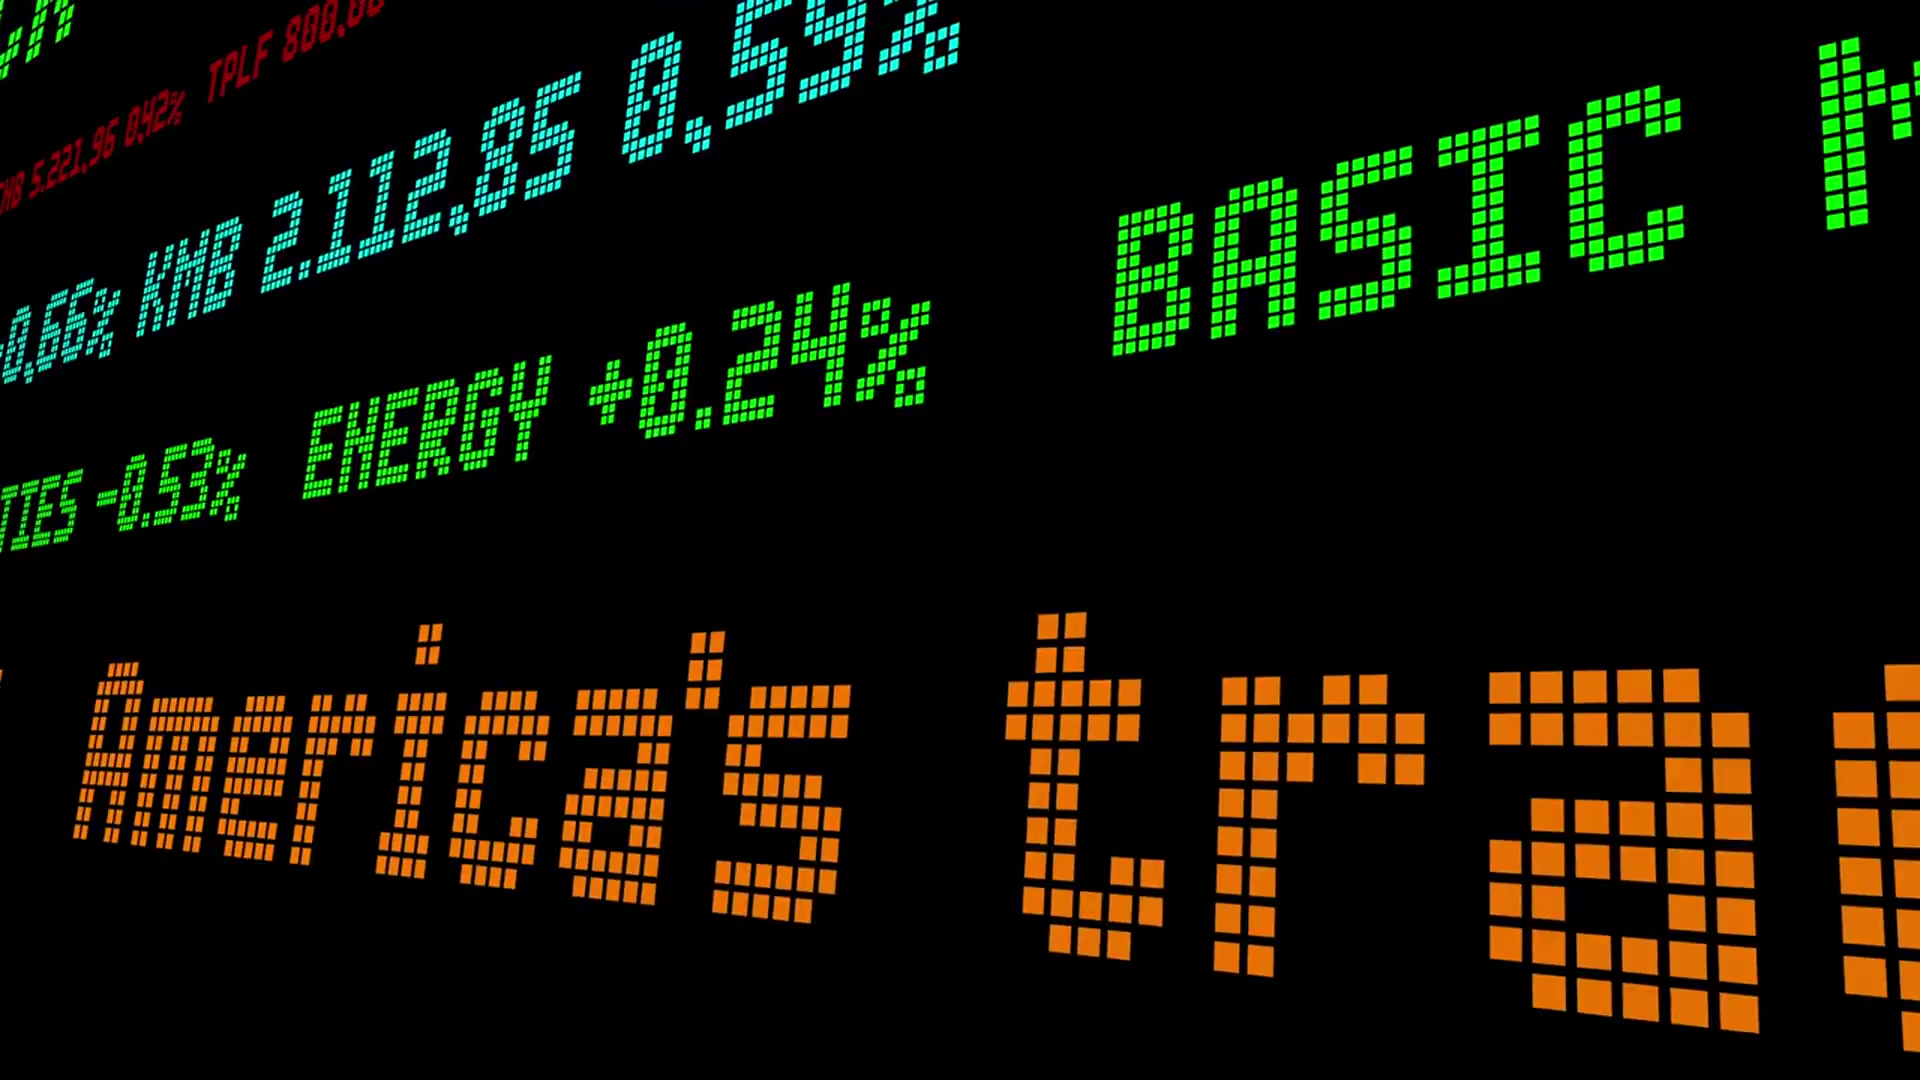 5.221,96 0,42% TPLF 800,00
0,66% KMB 2.112,85 0,59%
-0.53% ENERGY +0.24% BASIC
America's